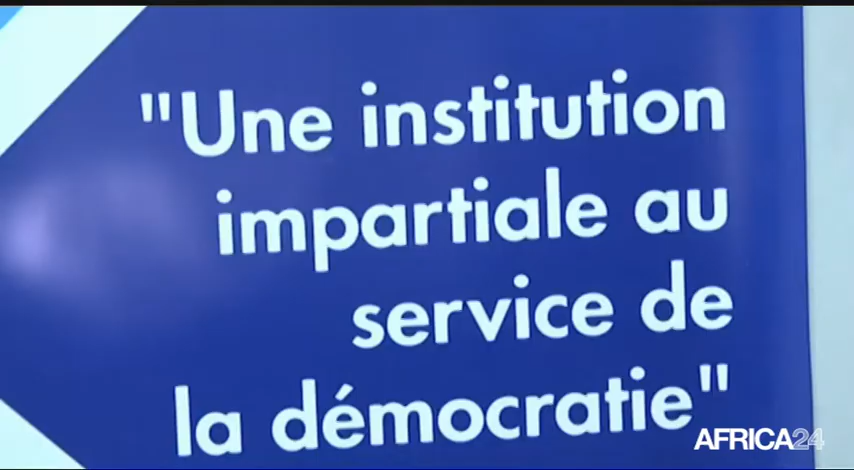 "Une institution
impartiale au
service de
la démocratie"
AFRICA24